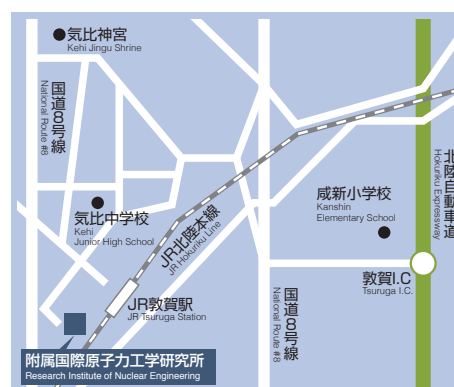 気比神宮
Kehi Jingu Shrine
国道8号線
National Route #8
気比中学校
Kehi
Junior High School
JR北陸本線
JR Hokuriku Line
咸新小学校
Kanshin
Elementary School
北陸自動車道
Hokuriku Expressway
敦賀I.C
Tsuruga I.C.
JR敦賀駅
JR Tsuruga Station
国道8号線
National Route #8
附属国際原子力工学研究所
Research Institute of Nuclear Engineering